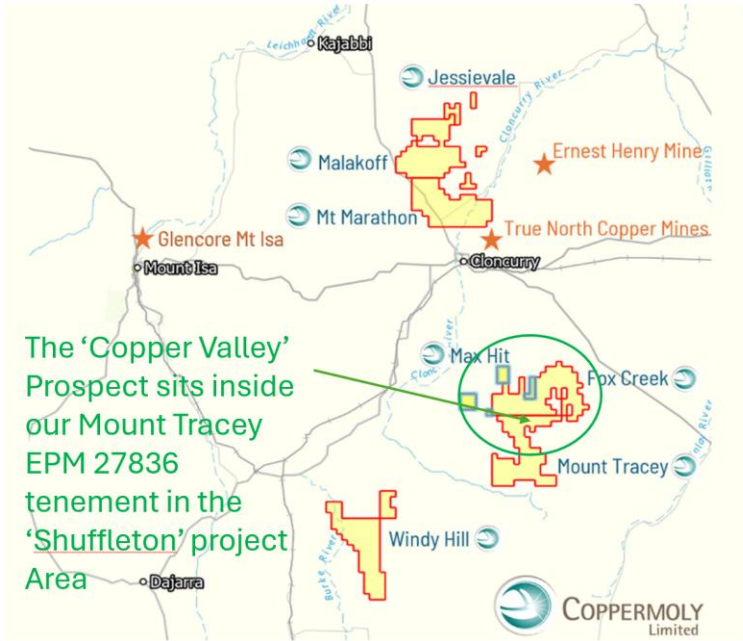 Leichhardt River
Kajabbi
Jessievale
Cloncurry River
Malakoff
Ernest Henry Mine
Mt Marathon
Glencore Mt Isa
True North Copper Mines
Mount Isa
Cloncurry
The ‘Copper Valley’
Prospect sits inside
our Mount Tracey
EPM 27836
tenement in the
‘Shuffleton’ project
Area
Max Hit
Fox Creek
Mount Tracey
Windy Hill
Burke River
Dajarra
COPPERMOLY
Limited